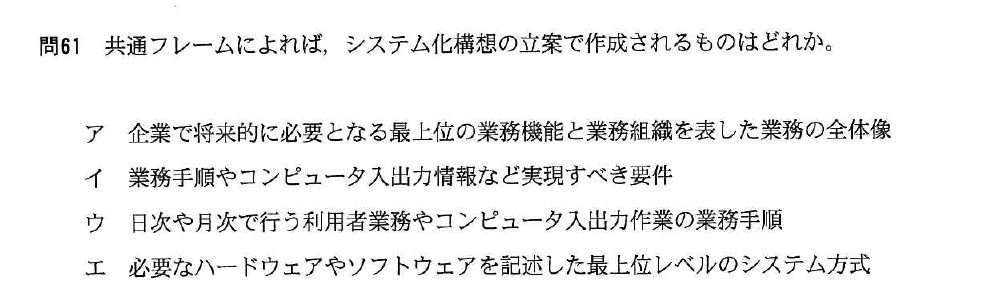 問61 共通フレームによれば，システム化構想の立案で作成されるものはどれか。
ア 企業で将来的に必要となる最上位の業務機能と業務組織を表した業務の全体像
イ 業務手順やコンピュータ入出力情報など実現すべき要件
ウ 日次や月次で行う利用者業務やコンピュータ入出力作業の業務手順
エ 必要なハードウェアやソフトウェアを記述した最上位レベルのシステム方式